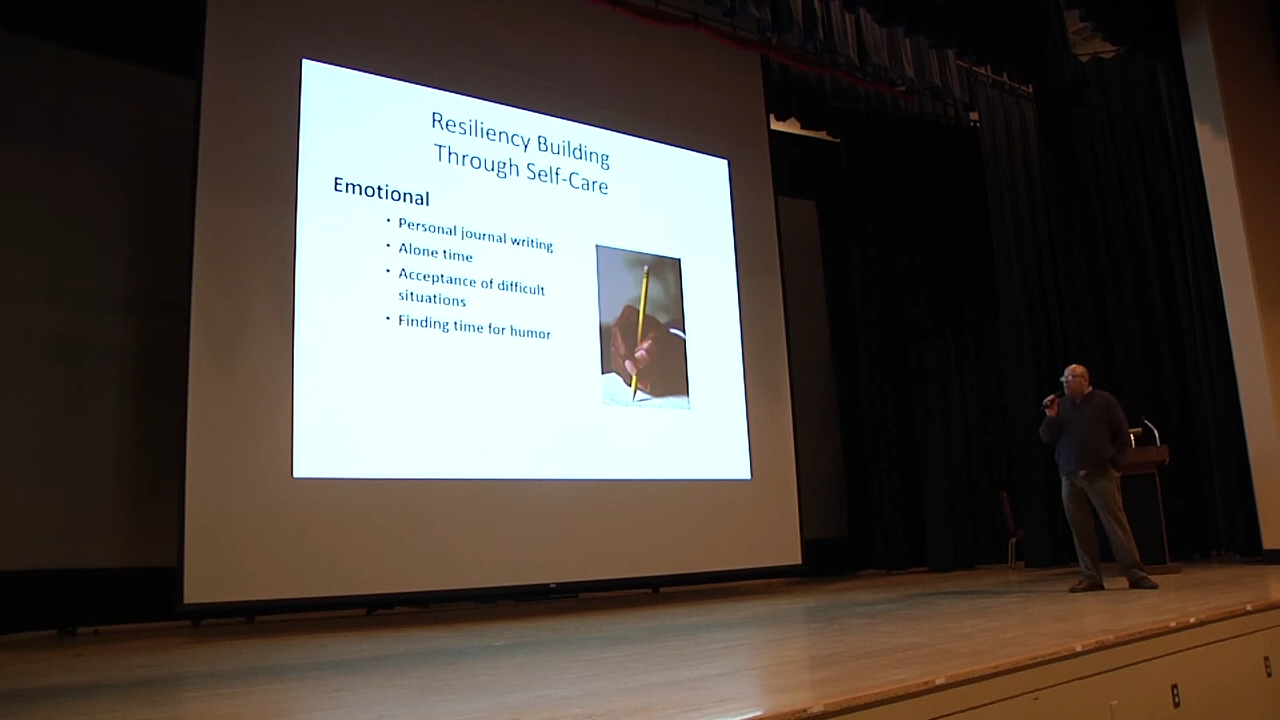 Resiliency Building
Through Self-Care
Emotional
• Personal journal writing
• Alone time
• Acceptance of difficult
situations
• Finding time for humor